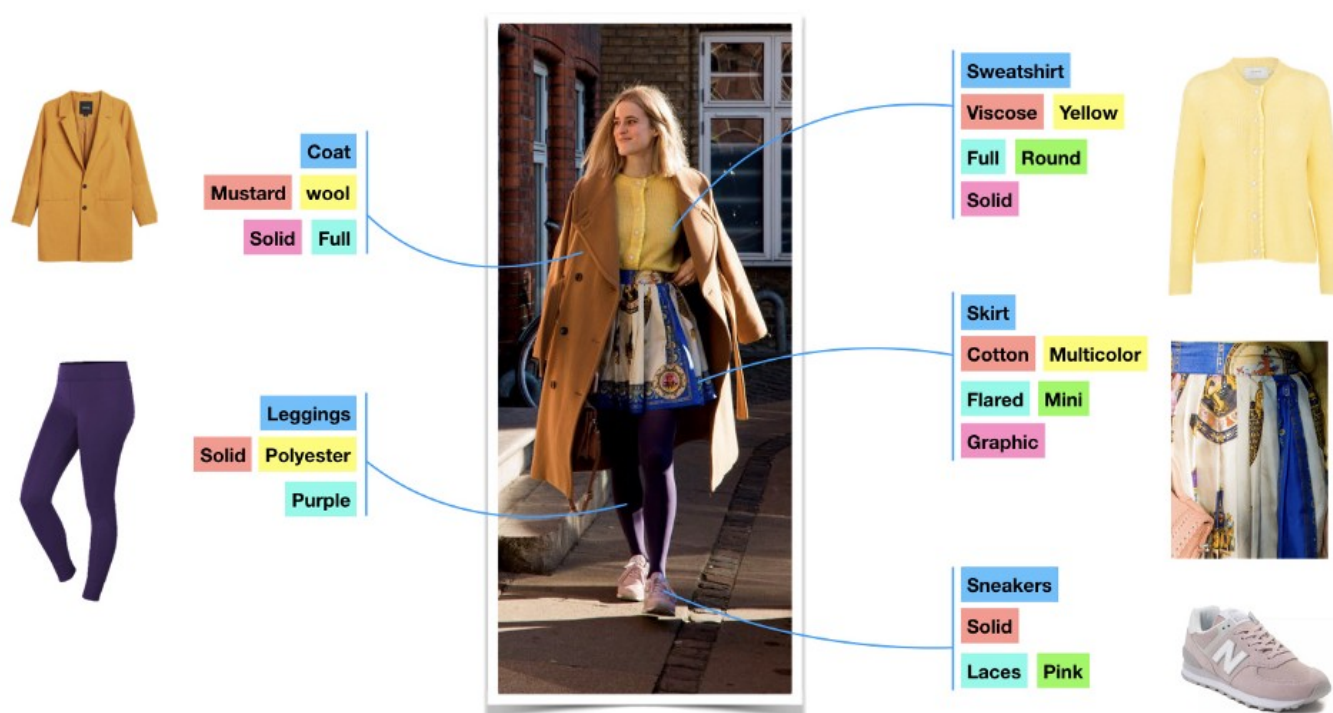 Coat
Mustard wool
Solid Full
Leggings
Solid Polyester
Purple
Sweatshirt
Viscose Yellow
Full Round
Solid
Skirt
Cotton Multicolor
Flared Mini
Graphic
Sneakers
Solid
Laces Pink
N